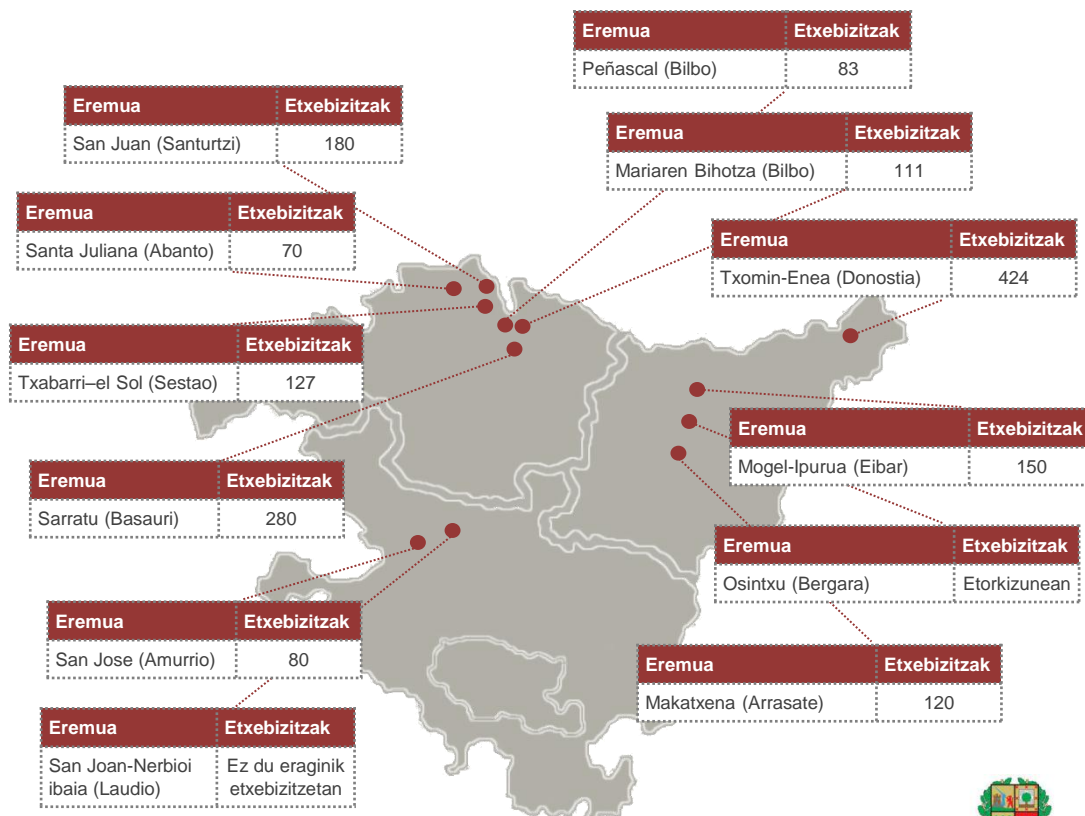 Eremua Etxebizitzak
Peñascal (Bilbo) 83
Eremua Etxebizitzak
San Juan (Santurtzi) 180
Eremua Etxebizitzak
Mariaren Bihotza (Bilbo) 111
Eremua Etxebizitzak
Santa Juliana (Abanto) 70
Eremua Etxebizitzak
Txomin-Enea (Donostia) 424
Eremua Etxebizitzak
Txabarri–el Sol (Sestao) 127
Eremua Etxebizitzak
Mogel-Ipurua (Eibar) 150
Eremua Etxebizitzak
Sarratu (Basauri) 280
Eremua Etxebizitzak
Osintxu (Bergara) Etorkizunean
Eremua Etxebizitzak
San Jose (Amurrio) 80
Eremua Etxebizitzak
Makatxena (Arrasate) 120
Eremua Etxebizitzak
San Joan-Nerbioi Ez du eraginik
ibaia (Laudio) etxebizitzetan